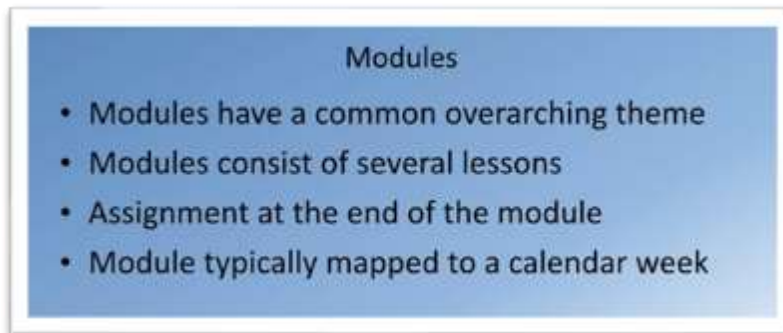 Modules
• Modules have a common overarching theme
• Modules consist of several lessons
• Assignment at the end of the module
• Module typically mapped to a calendar week